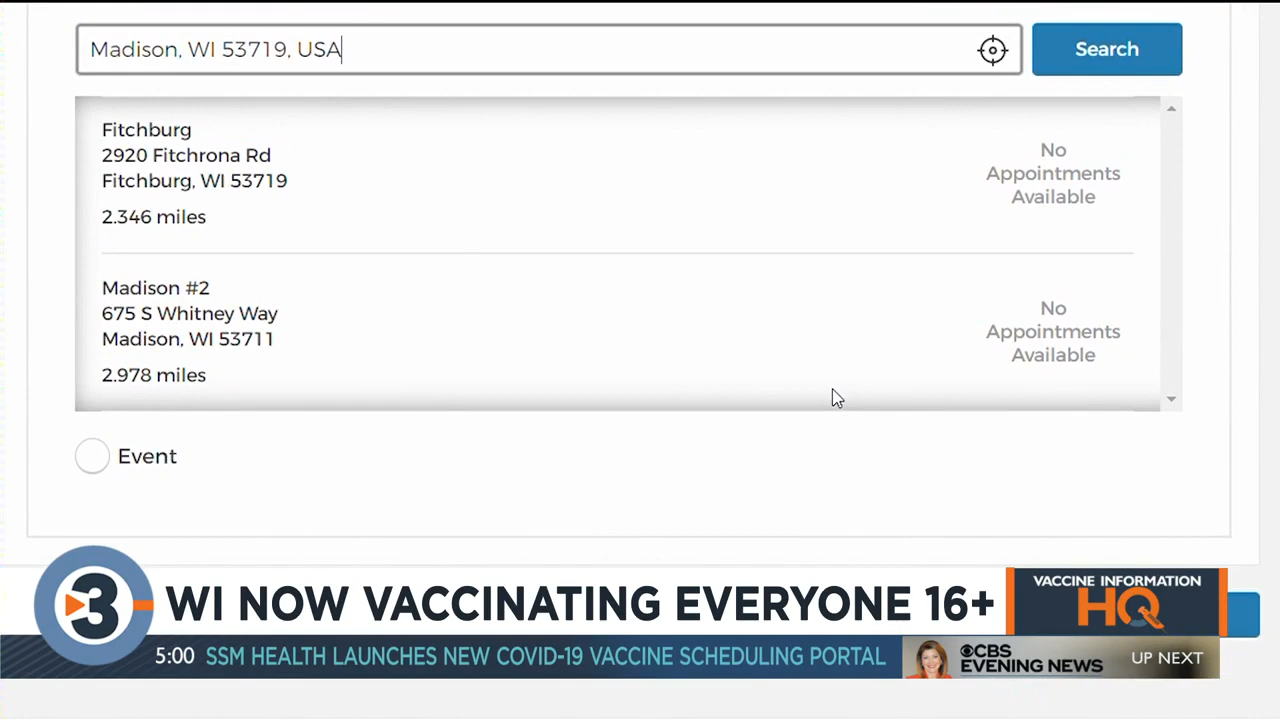 Madison, WI 53719, USA
Search
Fitchburg
2920 Fitchrona Rd
Fitchburg, WI 53719
2.346 miles
No
Appointments
Available
Madison #2
675 S Whitney Way
Madison, WI 53711
2.978 miles
No
Appointments
Available
Event
3
WI NOW VACCINATING EVERYONE 16+
VACCINE INFORMATION
HQ
5:00 SSM HEALTH LAUNCHES NEW COVID-19 VACCINE SCHEDULING PORTAL
CBS
EVENING NEWS
UP NEXT